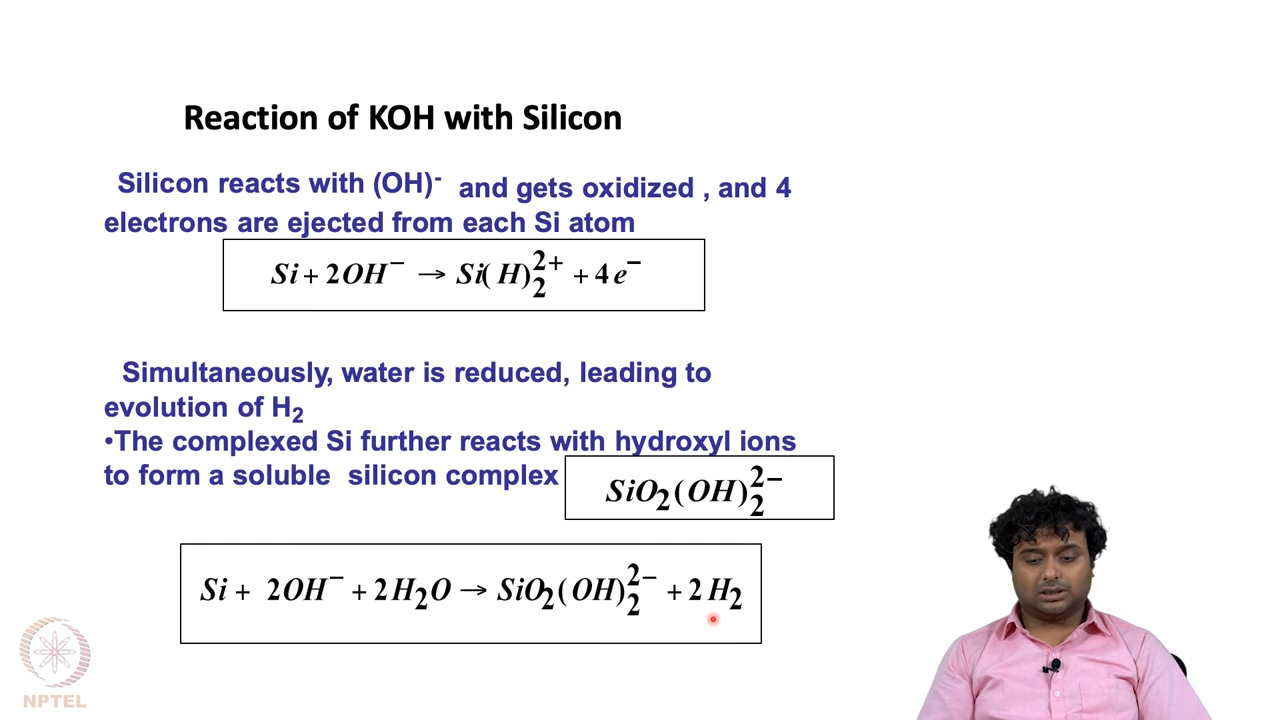 Reaction of KOH with Silicon
Silicon reacts with (OH)⁻ and gets oxidized , and 4
electrons are ejected from each Si atom
Si + 2OH⁻ → Si( H)₂²⁺ + 4 e⁻
Simultaneously, water is reduced, leading to
evolution of H₂
•The complexed Si further reacts with hydroxyl ions
to form a soluble silicon complex
SiO₂(OH)₂²⁻
Si + 2OH⁻ + 2H₂O → SiO₂(OH)₂²⁻ + 2H₂
NPTEL